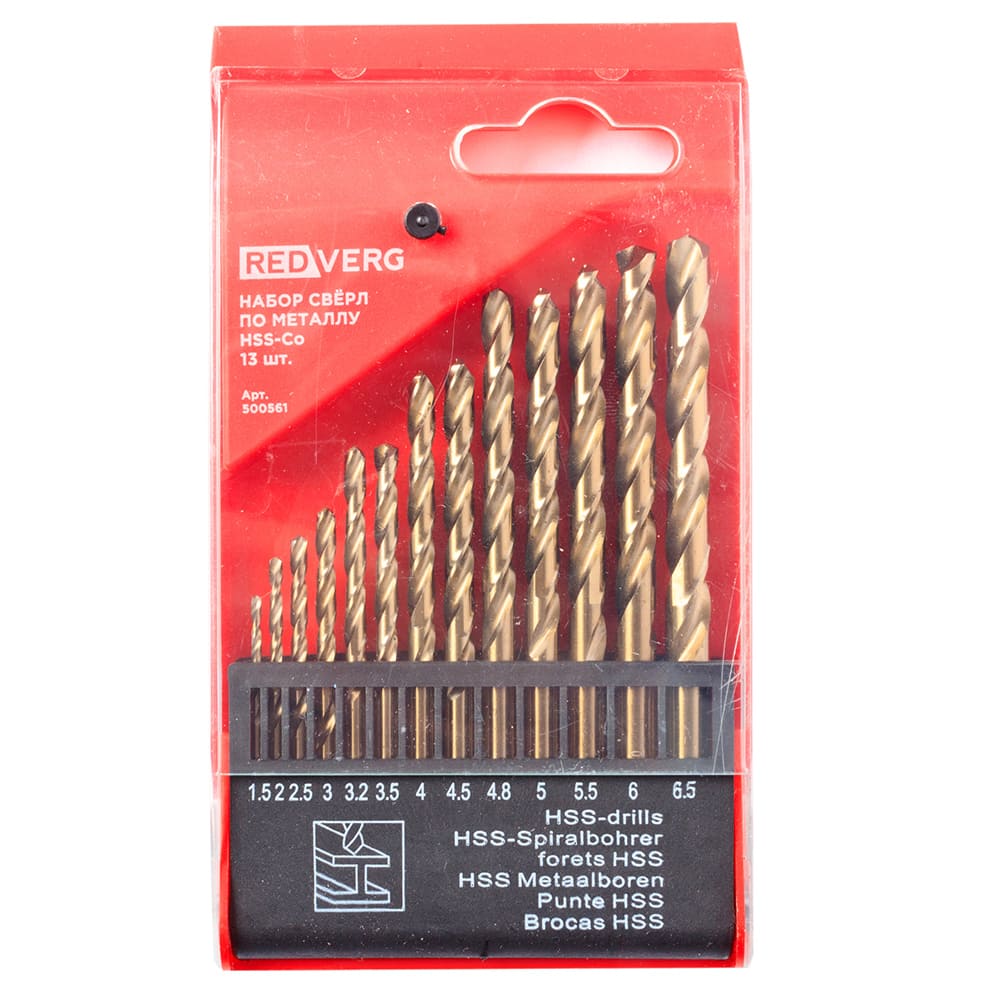 REDVERG
НАБОР СВЁРЛ
ПО МЕТАЛЛУ
HSS-Co
13 шт.
Арт.
500561
1.5 2 2.5 3 3.2 3.5 4 4.5 4.8 5 5.5 6 6.5
HSS-drills
HSS-Spiralbohrer
forets HSS
HSS Metaalboren
Punte HSS
Brocas HSS